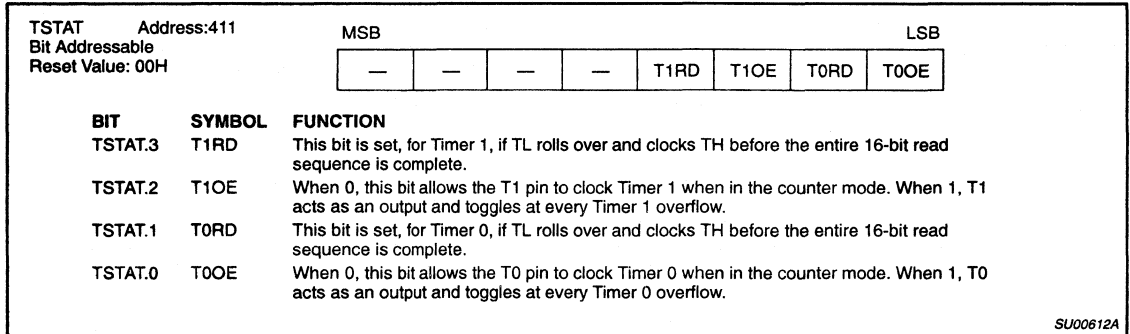 TSTAT Address:411
Bit Addressable
Reset Value: 00H
MSB LSB
— — — — T1RD T1OE T0RD T0OE
BIT SYMBOL FUNCTION
TSTAT.3 T1RD This bit is set, for Timer 1, if TL rolls over and clocks TH before the entire 16-bit read
sequence is complete.
TSTAT.2 T1OE When 0, this bit allows the T1 pin to clock Timer 1 when in the counter mode. When 1, T1
acts as an output and toggles at every Timer 1 overflow.
TSTAT.1 T0RD This bit is set, for Timer 0, if TL rolls over and clocks TH before the entire 16-bit read
sequence is complete.
TSTAT.0 T0OE When 0, this bit allows the T0 pin to clock Timer 0 when in the counter mode. When 1, T0
acts as an output and toggles at every Timer 0 overflow.
SU00612A